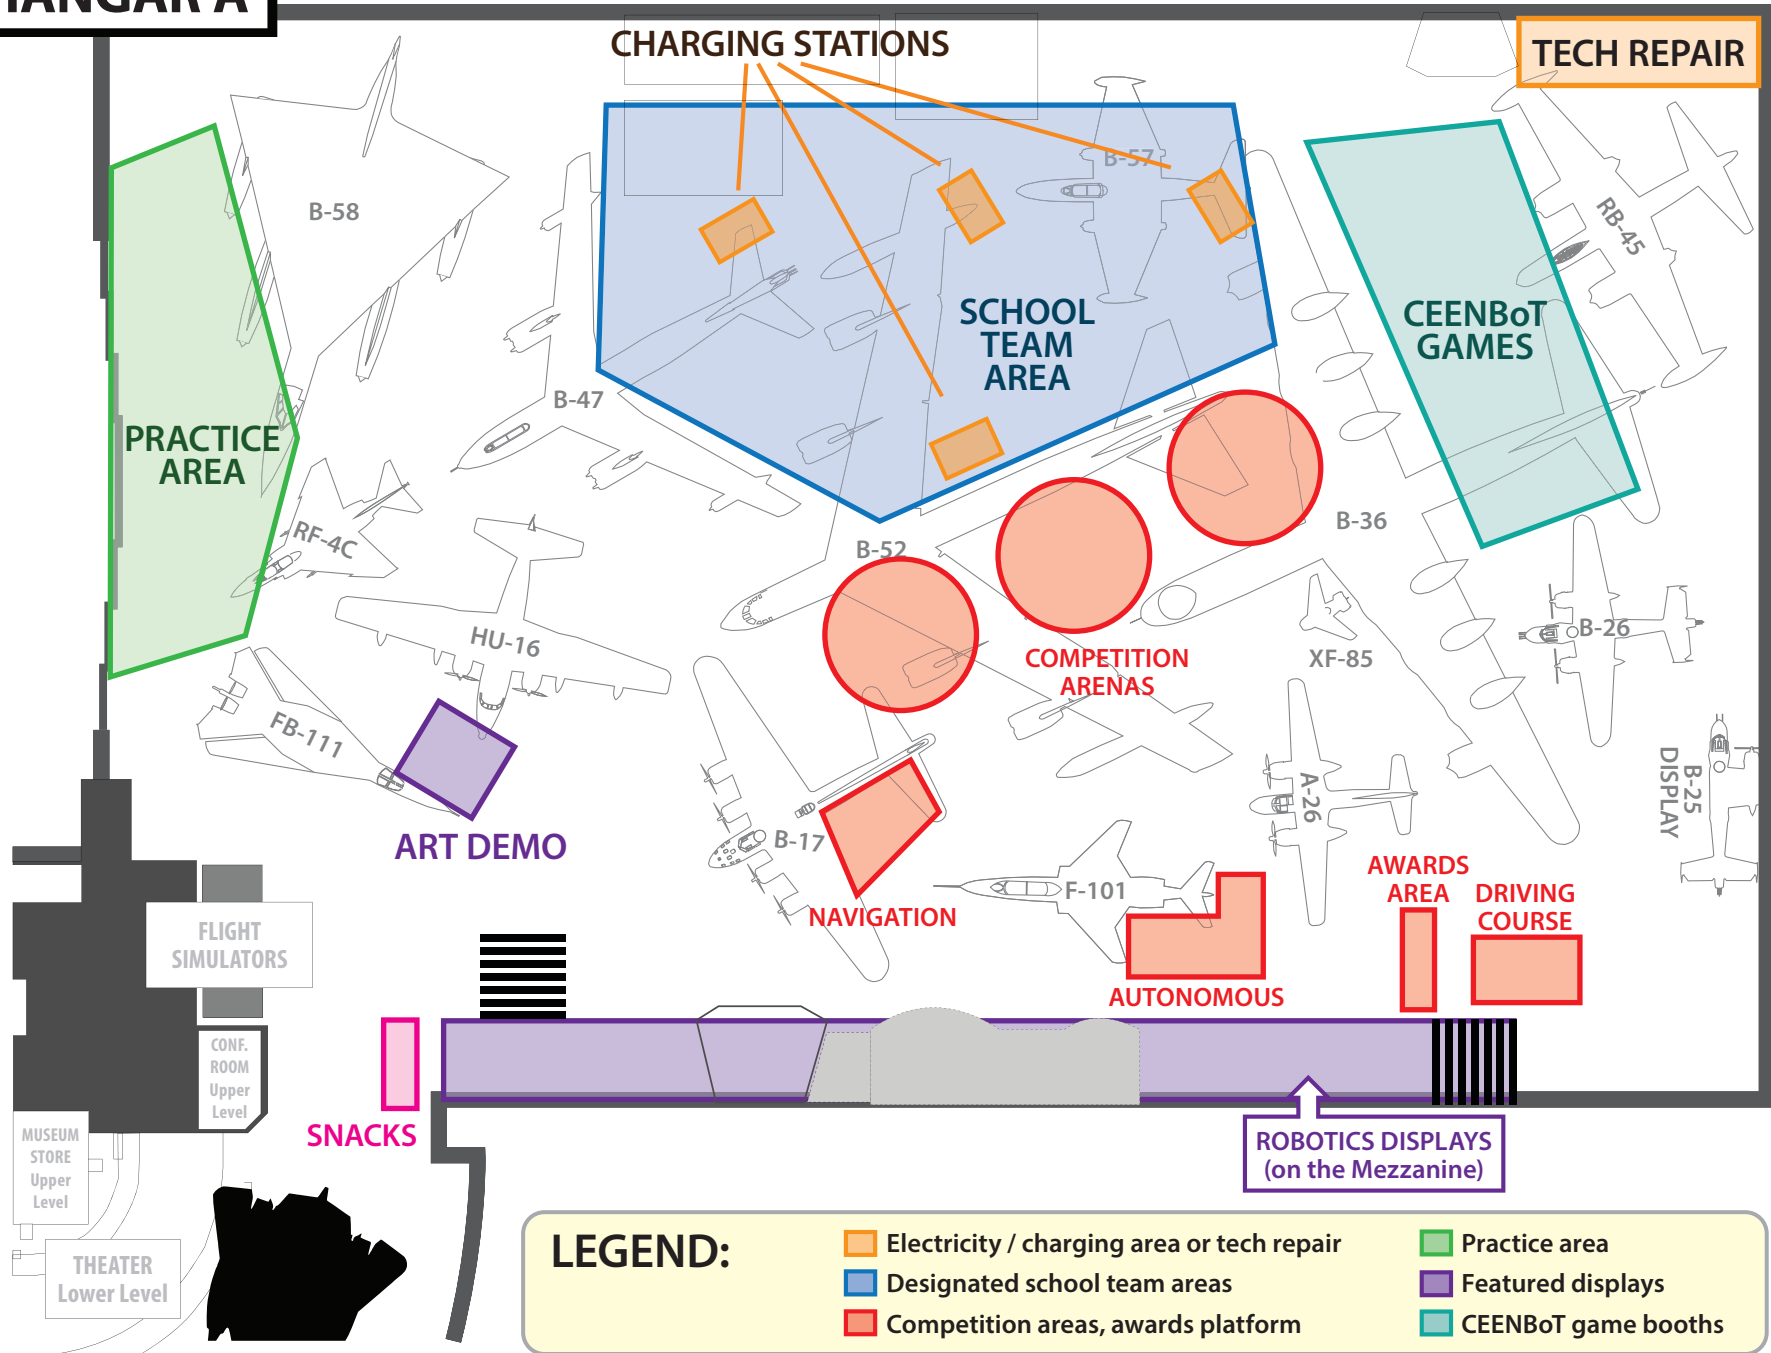 HANGAR A
CHARGING STATIONS
TECH REPAIR
B-58
B-57
RB-45
SCHOOL
TEAM
AREA
CEENBoT
GAMES
B-47
PRACTICE
AREA
RF-4C
B-52
B-36
HU-16
B-26
COMPETITION
ARENAS
XF-85
FB-111
B-25
DISPLAY
A-26
ART DEMO
B-17
F-101
AWARDS
AREA
DRIVING
COURSE
NAVIGATION
FLIGHT
SIMULATORS
AUTONOMOUS
CONF.
ROOM
Upper
Level
SNACKS
MUSEUM
STORE
Upper
Level
ROBOTICS DISPLAYS
(on the Mezzanine)
THEATER
Lower Level
LEGEND:
Electricity / charging area or tech repair
Designated school team areas
Competition areas, awards platform
Practice area
Featured displays
CEENBoT game booths